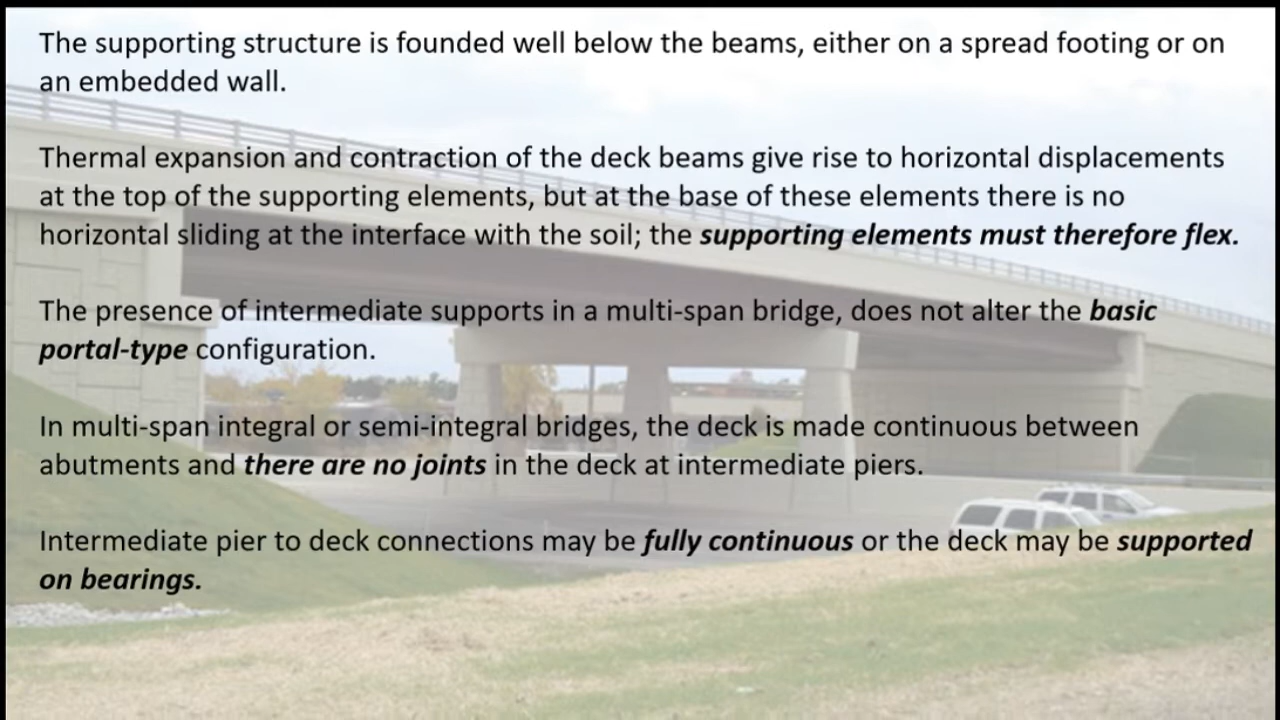 The supporting structure is founded well below the beams, either on a spread footing or on
an embedded wall.
Thermal expansion and contraction of the deck beams give rise to horizontal displacements
at the top of the supporting elements, but at the base of these elements there is no
horizontal sliding at the interface with the soil; the supporting elements must therefore flex.
The presence of intermediate supports in a multi-span bridge, does not alter the basic
portal-type configuration.
In multi-span integral or semi-integral bridges, the deck is made continuous between
abutments and there are no joints in the deck at intermediate piers.
Intermediate pier to deck connections may be fully continuous or the deck may be supported
on bearings.